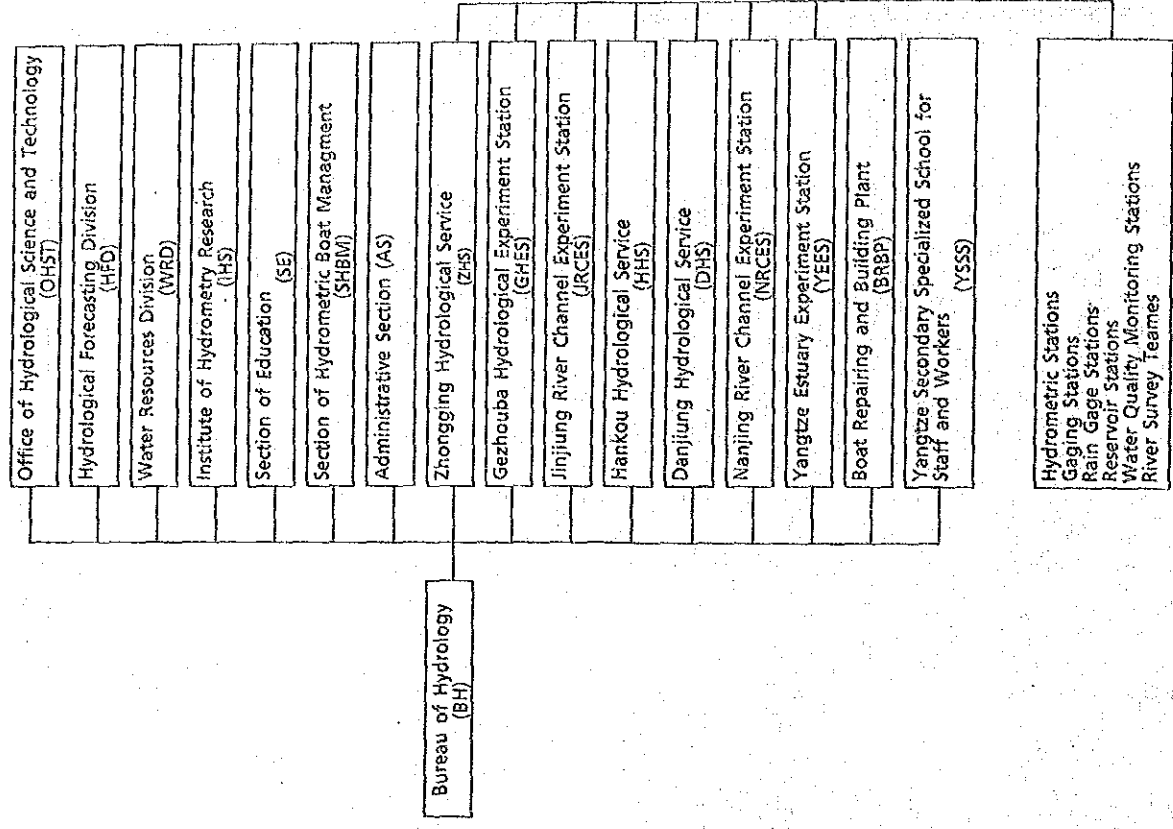 Bureau of Hydrology
(BH)
Office of Hydrological Science and Technology
(OHST)
Hydrological Forecasting Division
(HFD)
Water Resources Division
(WRD)
Institute of Hydrometry Research
(IHS)
Section of Education
(SE)
Section of Hydrometric Boat Managment
(SHBM)
Administrative Section (AS)
Zhongging Hydrological Service
(ZHS)
Gezhouba Hydrological Experiment Station
(GHES)
Jinjiung River Channel Experiment Station
(JRCES)
Hankou Hydrological Service
(HHS)
Danjiung Hydrological Service
(DHS)
Nanjing River Channel Experiment Station
(NRCES)
Yangtze Estuary Experiment Station
(YEES)
Boat Repairing and Building Plant
(BRBP)
Yangtze Secondary Specialized School for
Staff and Workers
(YSSS)
Hydrometric Stations
Gaging Stations
Rain Gage Stations
Reservoir Stations
Water Quality Monitoring Stations
River Survey Teames